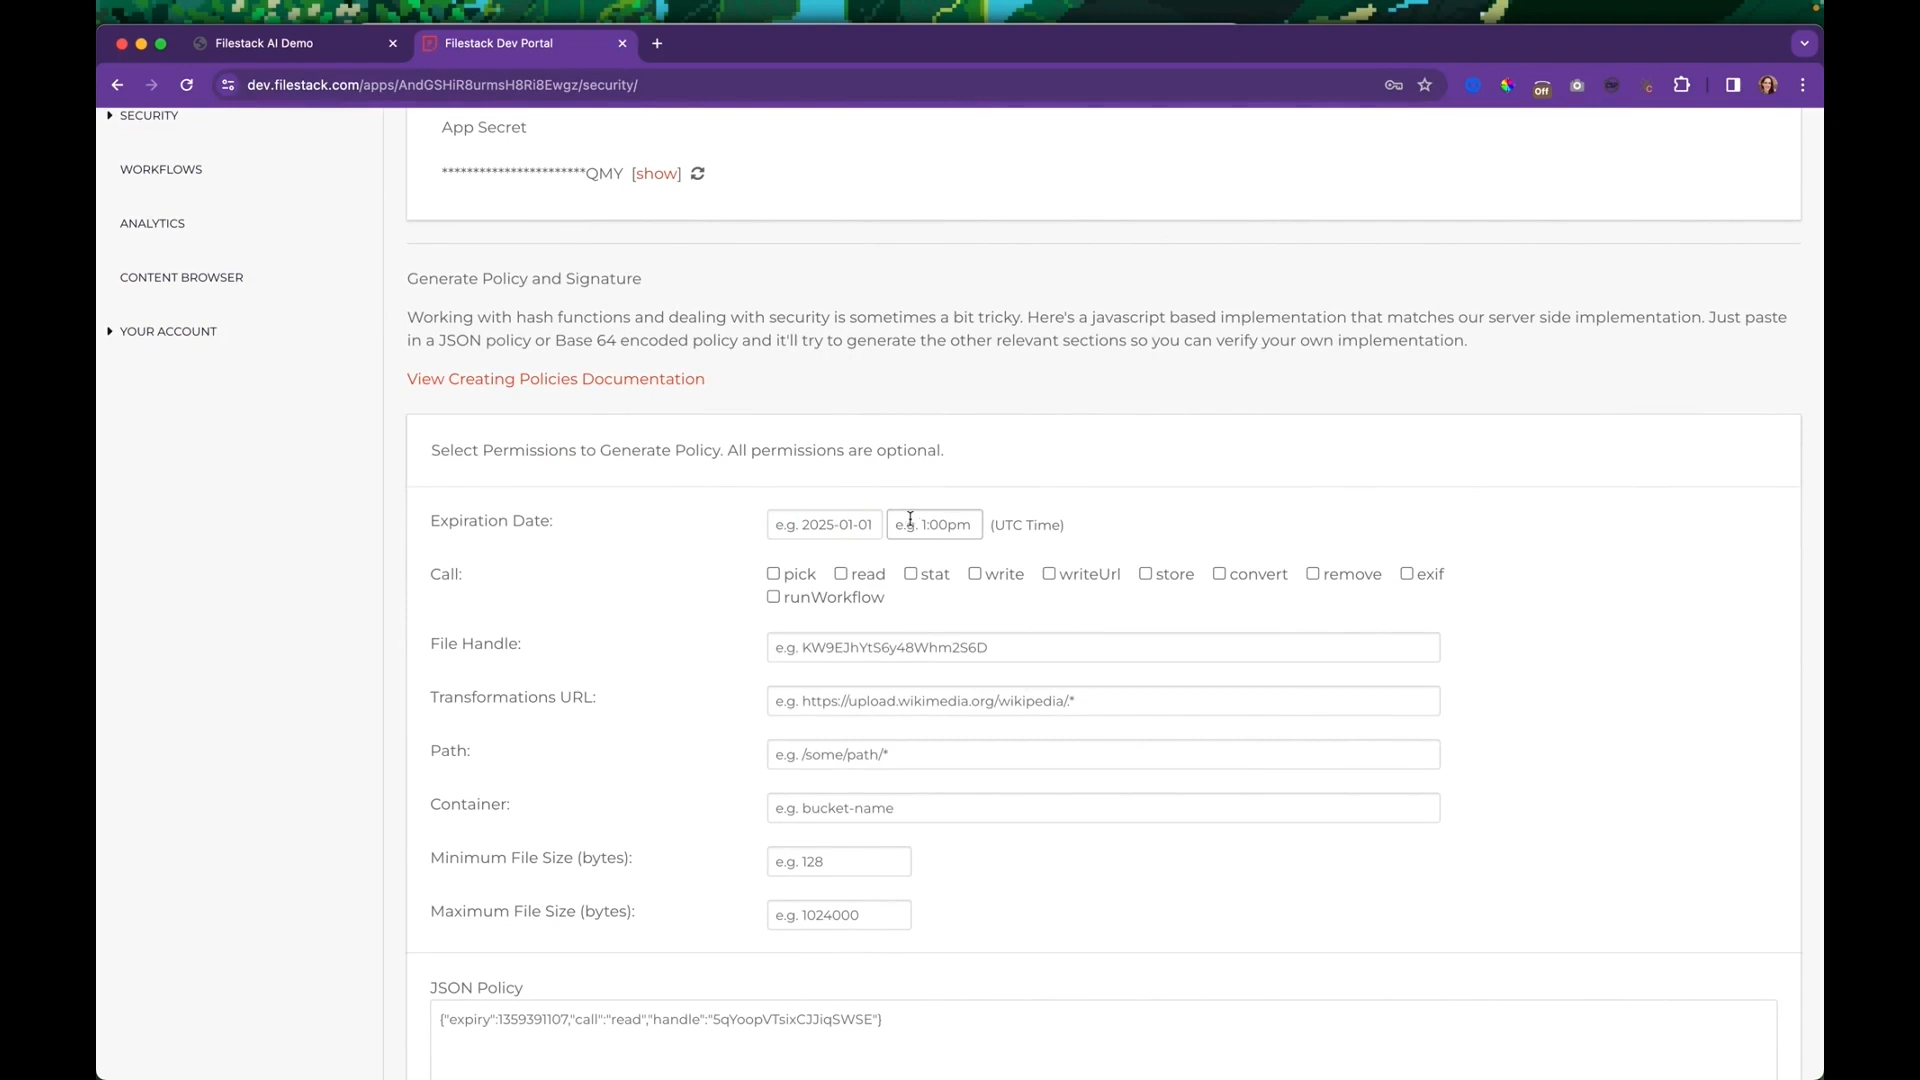 Filestack AI Demo
Filestack Dev Portal
dev.filestack.com/apps/AndGSHiR8urmsH8Ri8Ewgz/security/
Off
SECURITY
WORKFLOWS
ANALYTICS
CONTENT BROWSER
YOUR ACCOUNT
App Secret
***********************QMY [show]
Generate Policy and Signature
Working with hash functions and dealing with security is sometimes a bit tricky. Here's a javascript based implementation that matches our server side implementation. Just paste
in a JSON policy or Base 64 encoded policy and it'll try to generate the other relevant sections so you can verify your own implementation.
View Creating Policies Documentation
Select Permissions to Generate Policy. All permissions are optional.
Expiration Date: e.g. 2025-01-01 e.g. 1:00pm (UTC Time)
Call: pick read stat write writeUrl store convert remove exif
runWorkflow
File Handle: e.g. KW9EJhYtS6y48Whm2S6D
Transformations URL: e.g. https://upload.wikimedia.org/wikipedia/.*
Path: e.g. /some/path/*
Container: e.g. bucket-name
Minimum File Size (bytes): e.g. 128
Maximum File Size (bytes): e.g. 1024000
JSON Policy
{"expiry":1359391107,"call":"read","handle":"5qYoopVTsixCJJiqSWSE"}